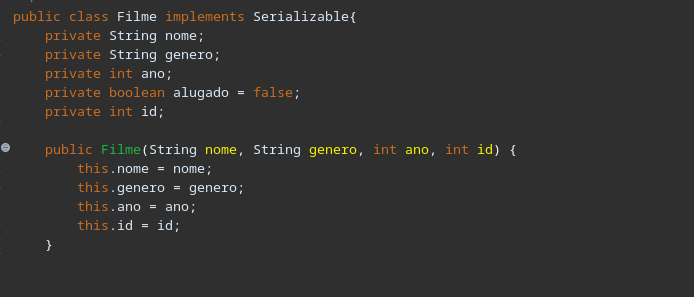 public class Filme implements Serializable{
    private String nome;
    private String genero;
    private int ano;
    private boolean alugado = false;
    private int id;

    public Filme(String nome, String genero, int ano, int id) {
        this.nome = nome;
        this.genero = genero;
        this.ano = ano;
        this.id = id;
    }